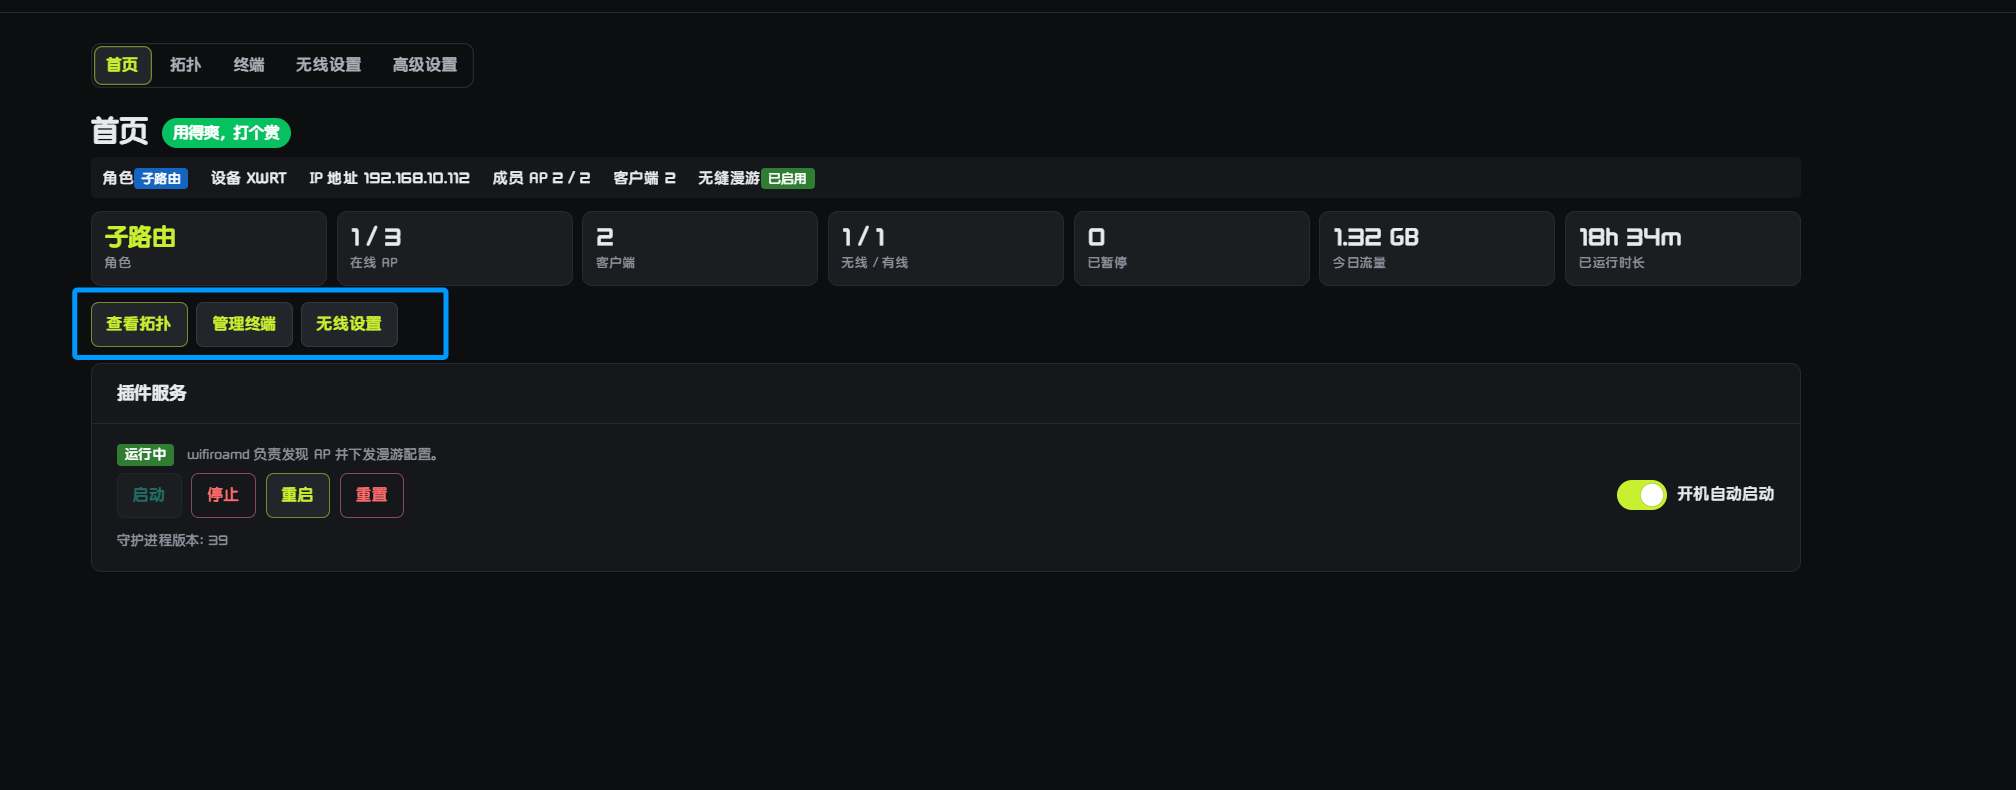 首页 拓扑 终端 无线设置 高级设置
首页 用得爽，打个赏
角色 子路由 设备 XWRT IP 地址 192.168.10.112 成员 AP 2 / 2 客户端 2 无缝漫游 已启用
子路由 1 / 3 2 1 / 1 0 1.32 GB 18h 34m
角色 在线 AP 客户端 无线 / 有线 已暂停 今日流量 已运行时长
查看拓扑 管理终端 无线设置
插件服务
运行中 wifiroamd 负责发现 AP 并下发漫游配置。
启动 停止 重启 重置 开机自动启动
守护进程版本: 39